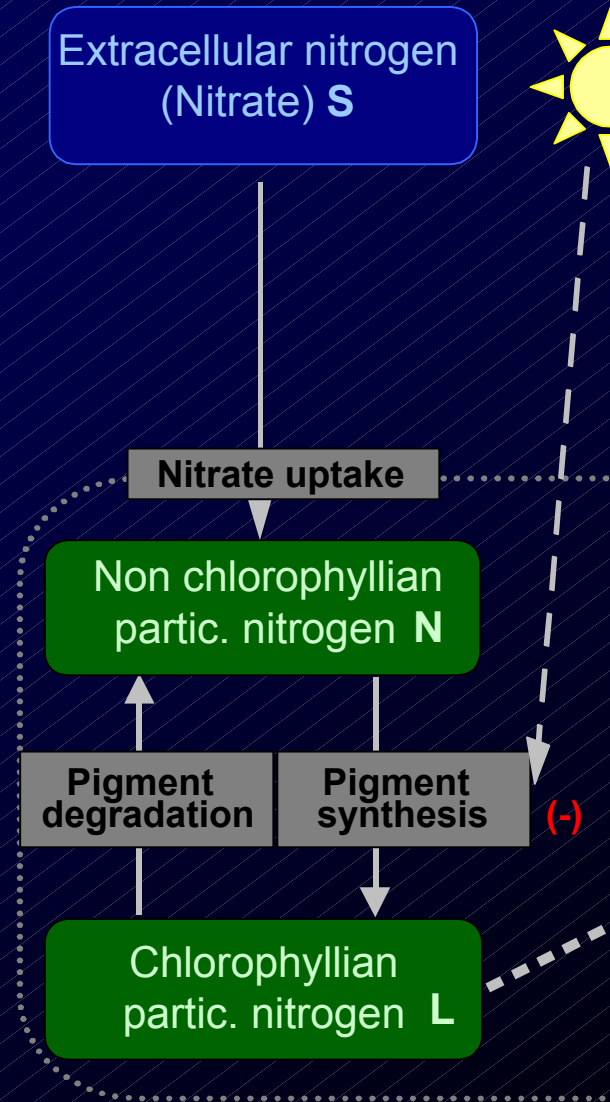 Extracellular nitrogen
(Nitrate) S
Nitrate uptake
Non chlorophyllian
partic. nitrogen N
Pigment
degradation
Pigment
synthesis
(-)
Chlorophyllian
partic. nitrogen L